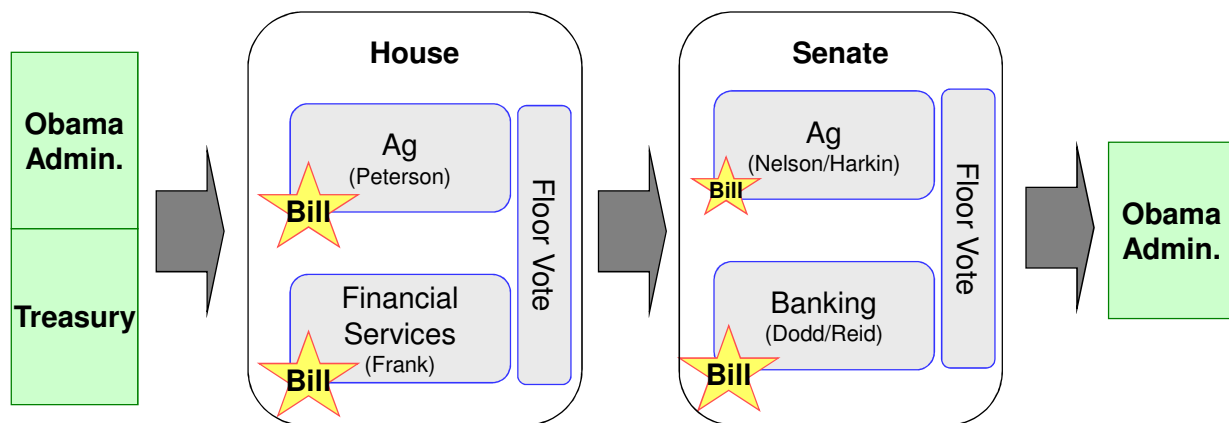 Obama
Admin.
Treasury
House
Ag
(Peterson)
Bill
Financial
Services
(Frank)
Bill
Floor Vote
Senate
Ag
(Nelson/Harkin)
Bill
Banking
(Dodd/Reid)
Bill
Floor Vote
Obama
Admin.